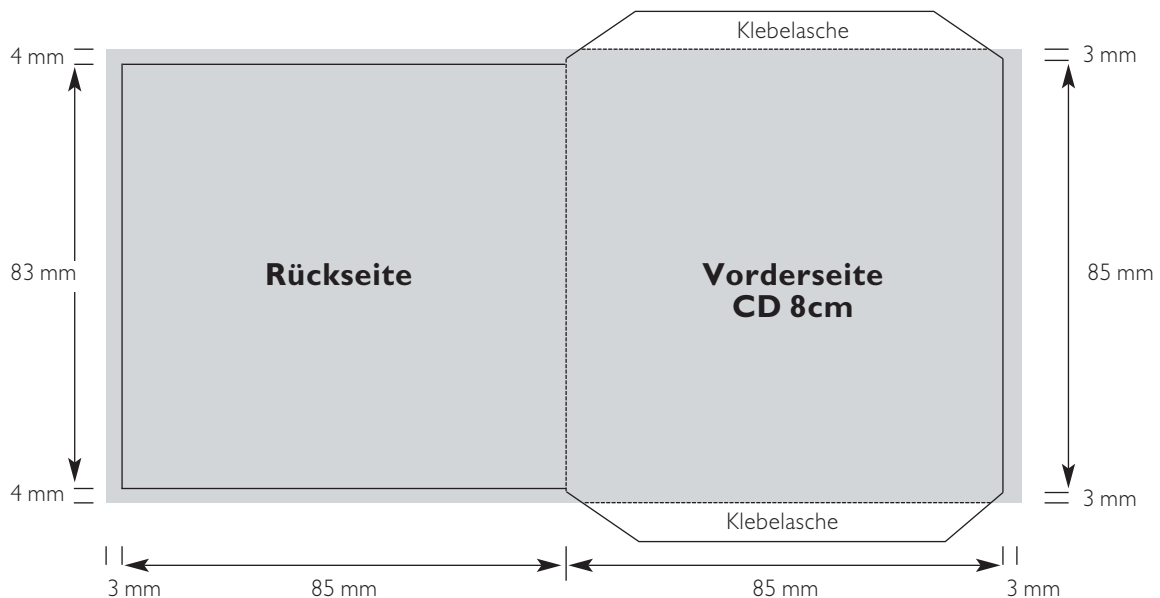 Klebelasche
4 mm
3 mm
83 mm
Rückseite
Vorderseite
CD 8cm
85 mm
4 mm
3 mm
Klebelasche
3 mm
85 mm
85 mm
3 mm